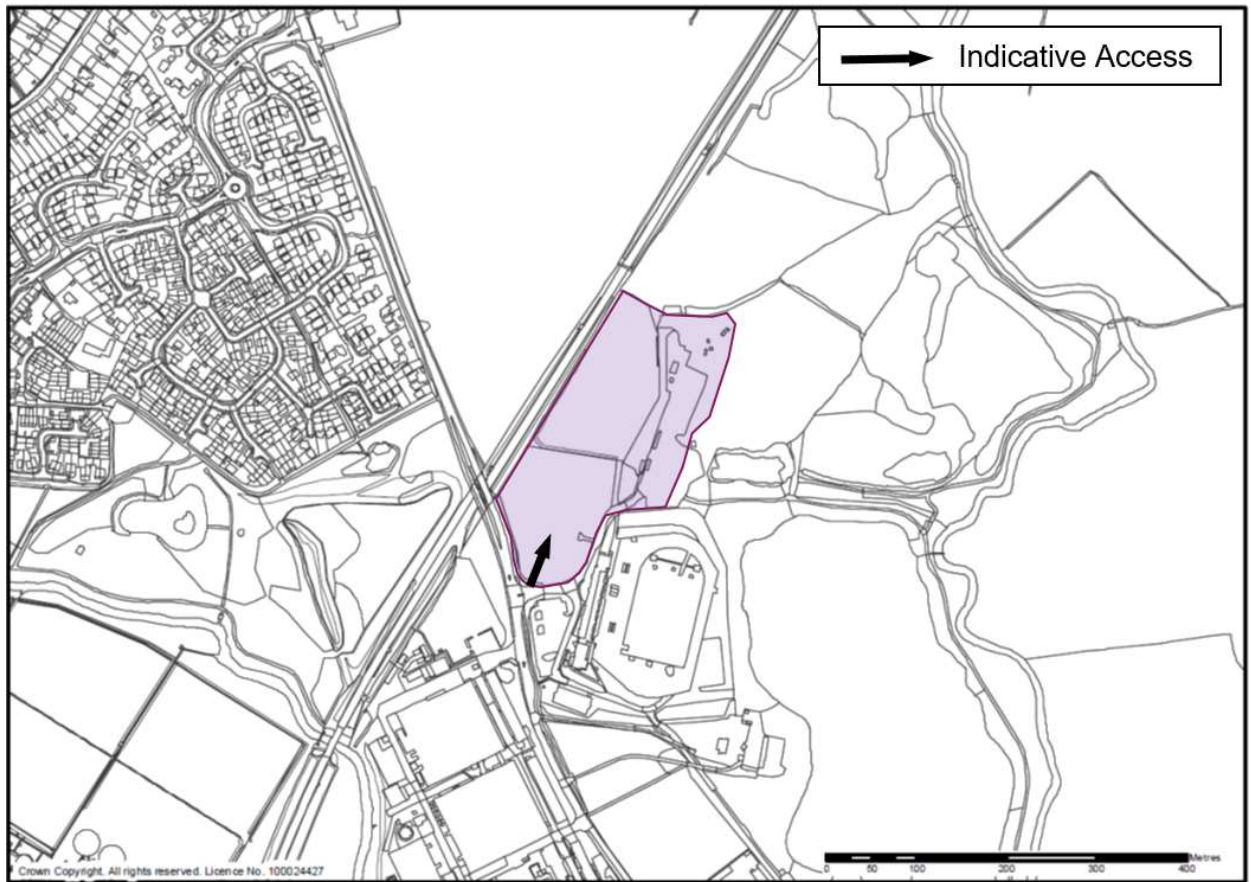 Indicative Access
Crown Copyright. All rights reserved. Licence No. 100024427
Metres
0 50 100 200 300 400